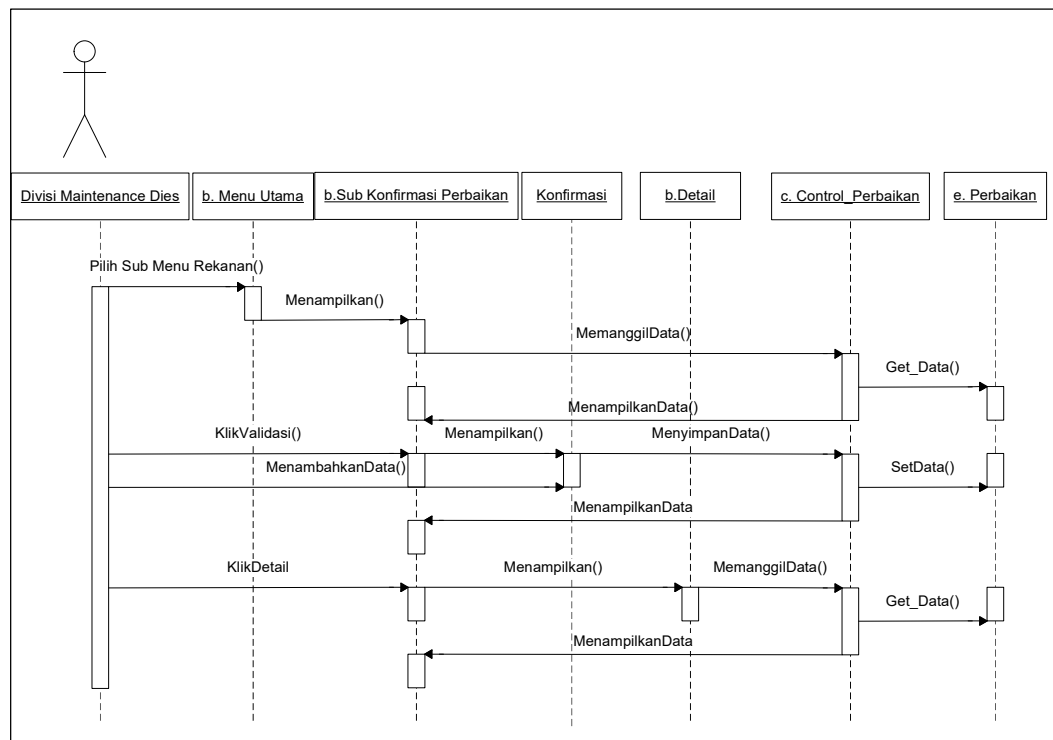 Divisi Maintenance Dies
b. Menu Utama
b.Sub Konfirmasi Perbaikan
Konfirmasi
b.Detail
c. Control_Perbaikan
e. Perbaikan
Pilih Sub Menu Rekanan()
Menampilkan()
MemanggilData()
Get_Data()
MenampilkanData()
KlikValidasi()
Menampilkan()
MenyimpanData()
MenambahkanData()
SetData()
MenampilkanData
KlikDetail
Menampilkan()
MemanggilData()
Get_Data()
MenampilkanData